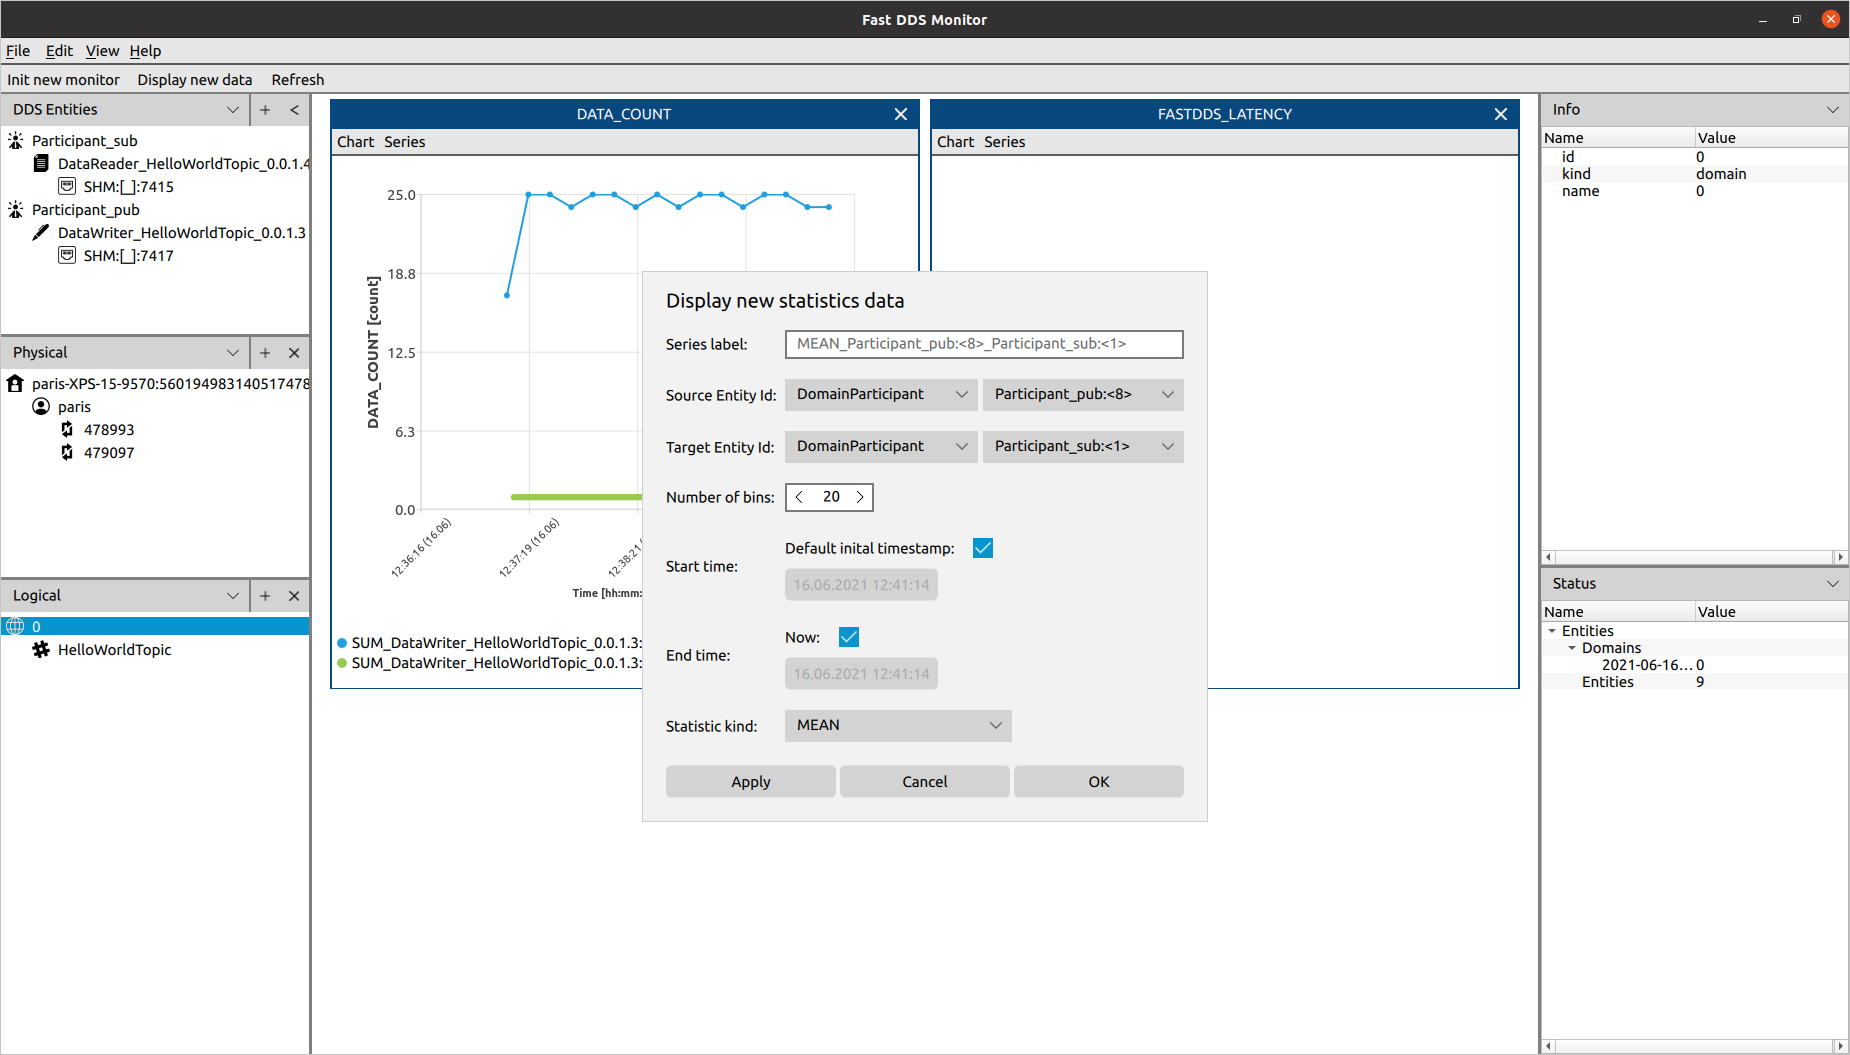 Fast DDS Monitor
File Edit View Help
Init new monitor Display new data Refresh
DDS Entities
Participant_sub
DataReader_HelloWorldTopic_0.0.1.4
SHM:[_]:7415
Participant_pub
DataWriter_HelloWorldTopic_0.0.1.3
SHM:[_]:7417
Physical
paris-XPS-15-9570:560194983140517478
paris
478993
479097
Logical
0
HelloWorldTopic
DATA_COUNT
Chart Series
25.0
18.8
12.5
6.3
0.0
DATA_COUNT [count]
12:36:16 (16.06)
12:37:19 (16.06)
12:38:21 (
Time [hh:mm:
SUM_DataWriter_HelloWorldTopic_0.0.1.3:
SUM_DataWriter_HelloWorldTopic_0.0.1.3:
FASTDDS_LATENCY
Chart Series
Display new statistics data
Series label: MEAN_Participant_pub:<8>_Participant_sub:<1>
Source Entity Id: DomainParticipant Participant_pub:<8>
Target Entity Id: DomainParticipant Participant_sub:<1>
Number of bins: < 20 >
Default inital timestamp:
Start time:
16.06.2021 12:41:14
Now:
End time:
16.06.2021 12:41:14
Statistic kind: MEAN
Apply Cancel OK
Info
Name Value
id 0
kind domain
name 0
Status
Name Value
Entities
Domains
2021-06-16... 0
Entities 9